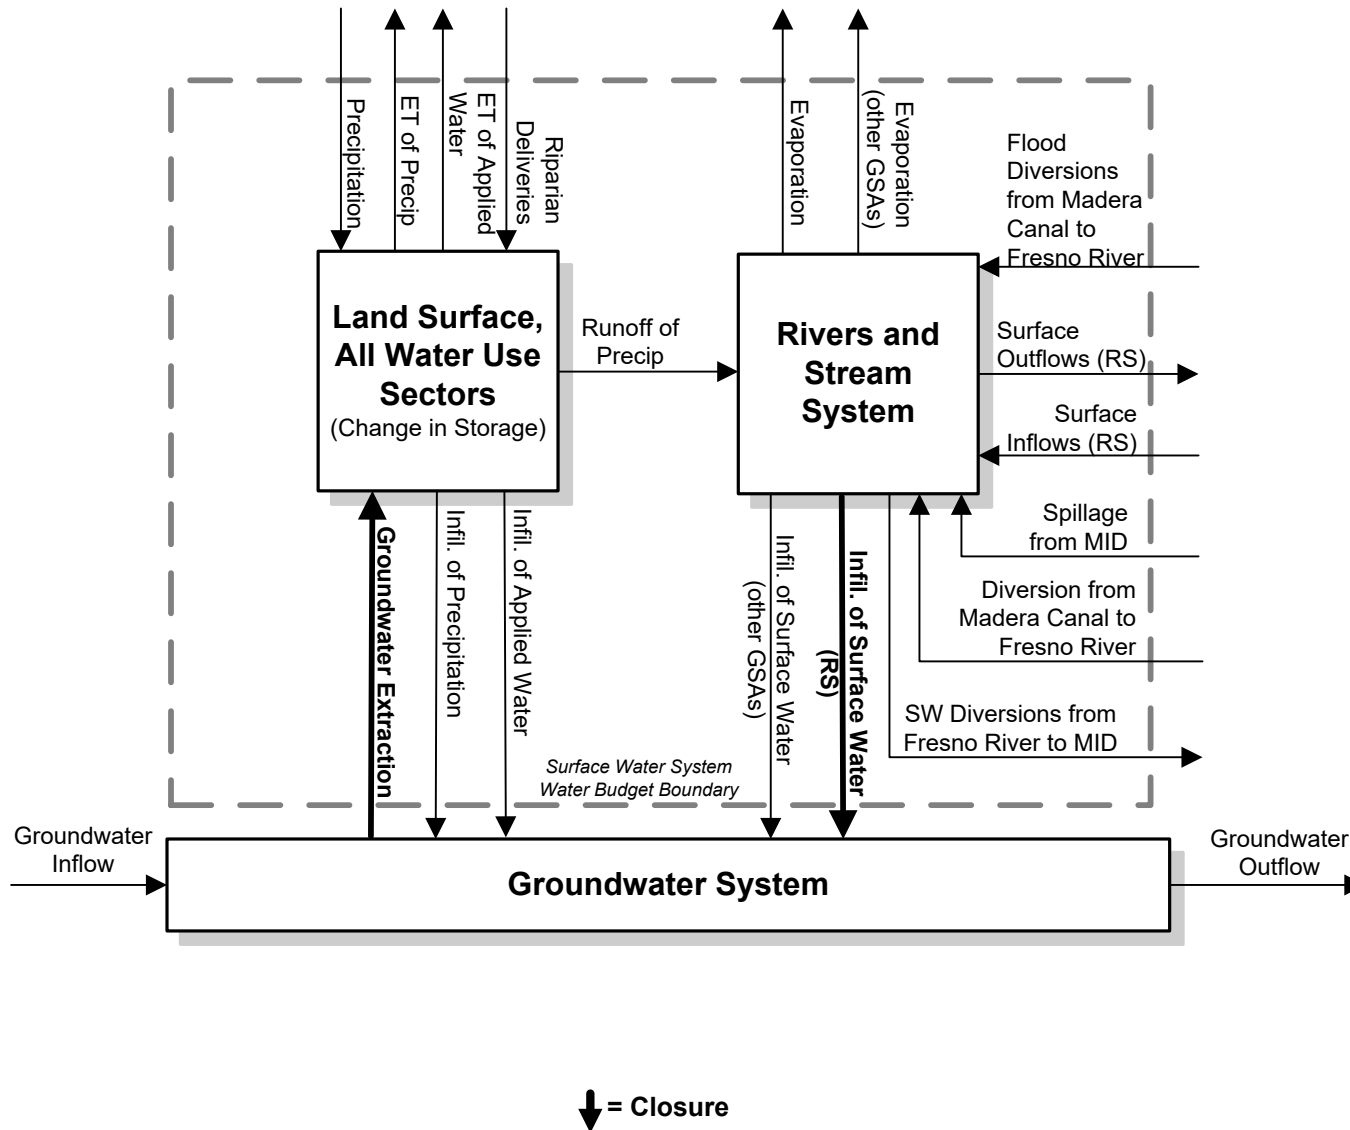 Precipitation
ET of Precip
ET of Applied
Water
Riparian
Deliveries
Evaporation
Evaporation
(other GSAs)
Flood
Diversions
from Madera
Canal to
Fresno River
Land Surface,
All Water Use
Sectors
(Change in Storage)
Runoff of
Precip
Rivers and
Stream
System
Surface
Outflows (RS)
Surface
Inflows (RS)
Spillage
from MID
Diversion from
Madera Canal to
Fresno River
SW Diversions from
Fresno River to MID
Groundwater Extraction
Infil. of Precipitation
Infil. of Applied Water
Infil. of Surface Water
(other GSAs)
Infil. of Surface Water
(RS)
Surface Water System
Water Budget Boundary
Groundwater
Inflow
Groundwater System
Groundwater
Outflow
= Closure